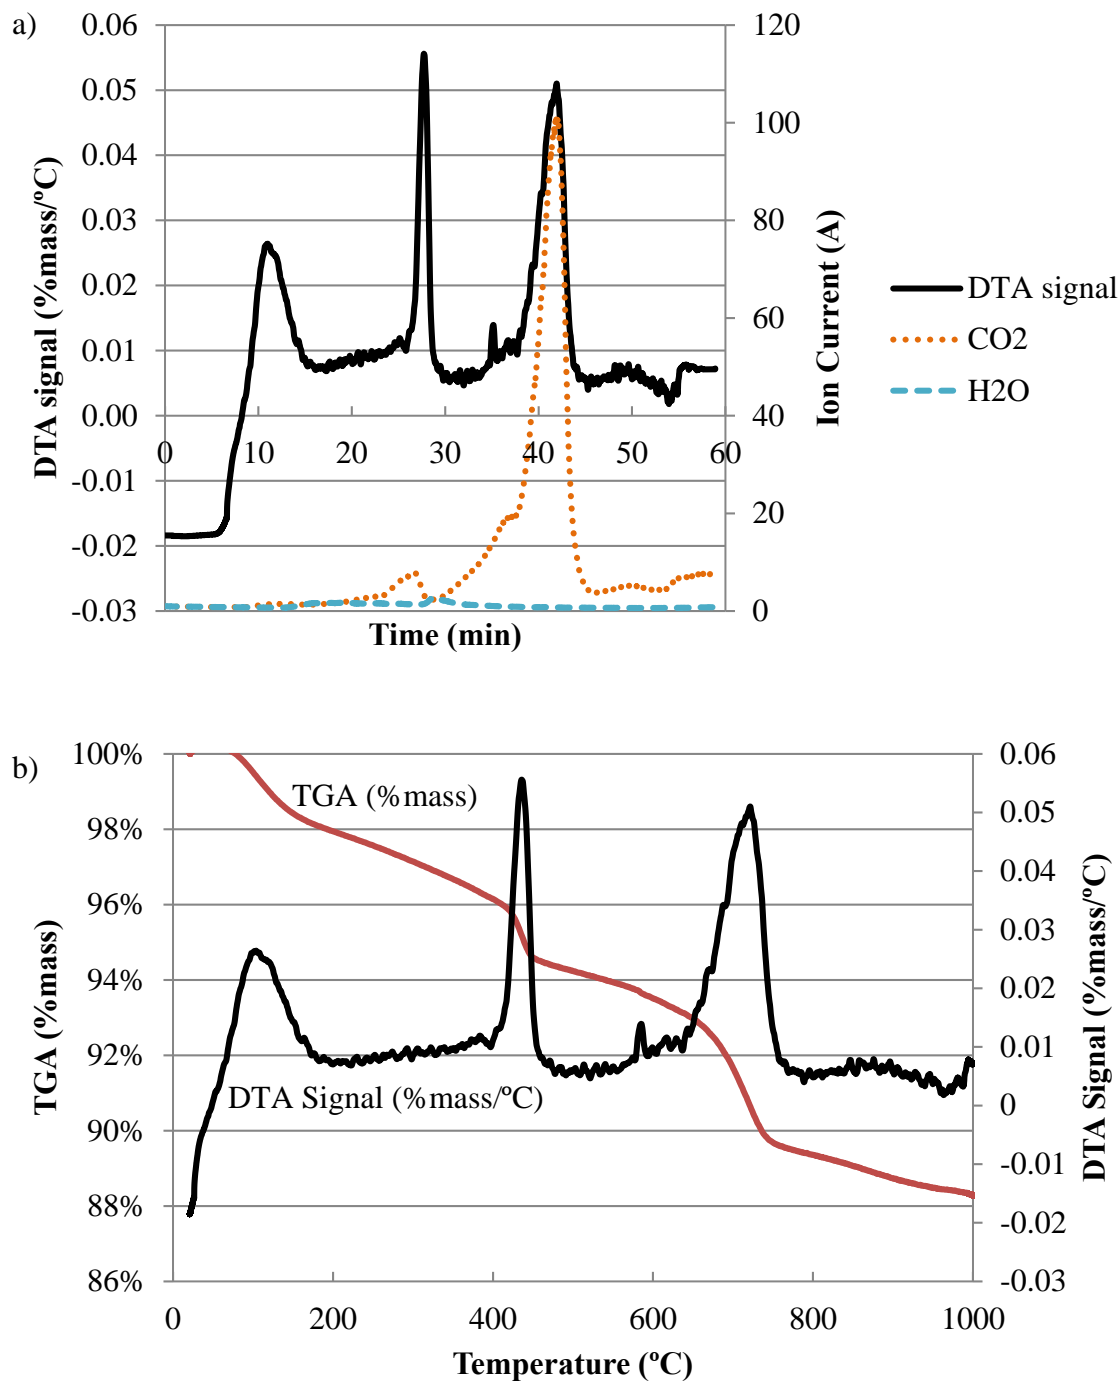 a)
0.06
0.05
0.04
0.03
0.02
0.01
0.00
-0.01
-0.02
-0.03
DTA signal (%mass/ºC)
0 10 20 30 40 50 60
Time (min)
120
100
80
60
40
20
0
Ion Current (A)
DTA signal
CO2
H2O
b)
100%
98%
96%
94%
92%
90%
88%
86%
TGA (%mass)
TGA (%mass)
DTA Signal (%mass/ºC)
0 200 400 600 800 1000
Temperature (ºC)
0.06
0.05
0.04
0.03
0.02
0.01
0
-0.01
-0.02
-0.03
DTA Signal (%mass/ºC)